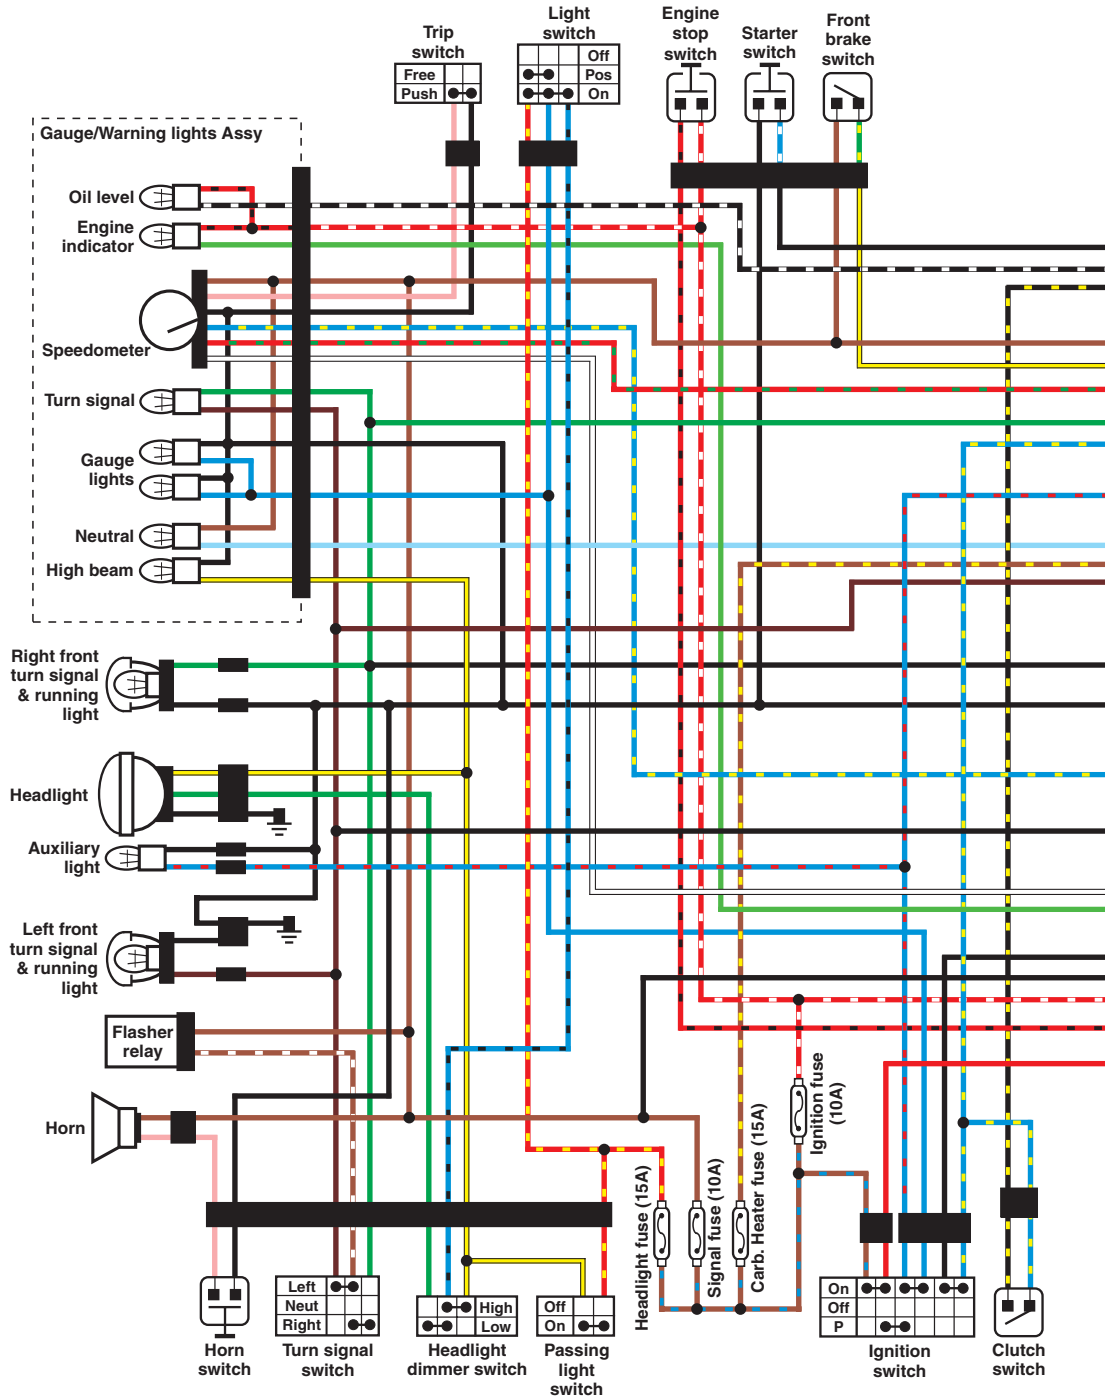 Trip
switch
Free
Push
Light
switch
Off
Pos
On
Engine
stop
switch
Starter
switch
Front
brake
switch
Gauge/Warning lights Assy
Oil level
Engine
indicator
Speedometer
Turn signal
Gauge
lights
Neutral
High beam
Right front
turn signal
& running
light
Headlight
Auxiliary
light
Left front
turn signal
& running
light
Flasher
relay
Horn
Headlight fuse (15A)
Signal fuse (10A)
Carb. Heater fuse (15A)
Ignition fuse
(10A)
Horn
switch
Left
Neut
Right
Turn signal
switch
High
Low
Headlight
dimmer switch
Off
On
Passing
light
switch
On
Off
P
Ignition
switch
Clutch
switch